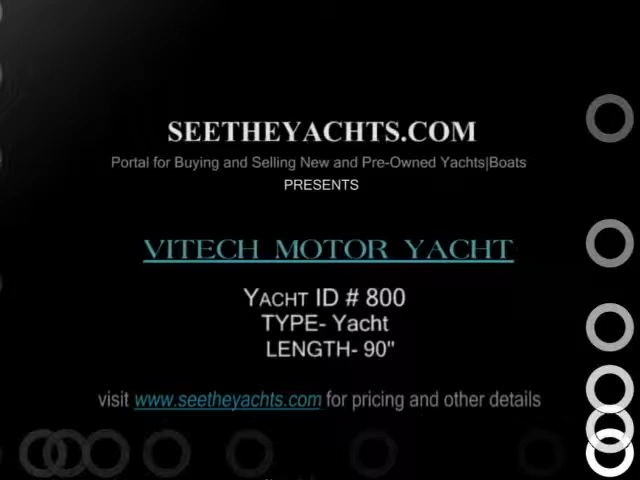 SEETHEYACHTS.COM
Portal for Buying and Selling New and Pre-Owned Yachts|Boats
PRESENTS
VITECH MOTOR YACHT
YACHT ID # 800
TYPE- Yacht
LENGTH- 90"
visit www.seetheyachts.com for pricing and other details